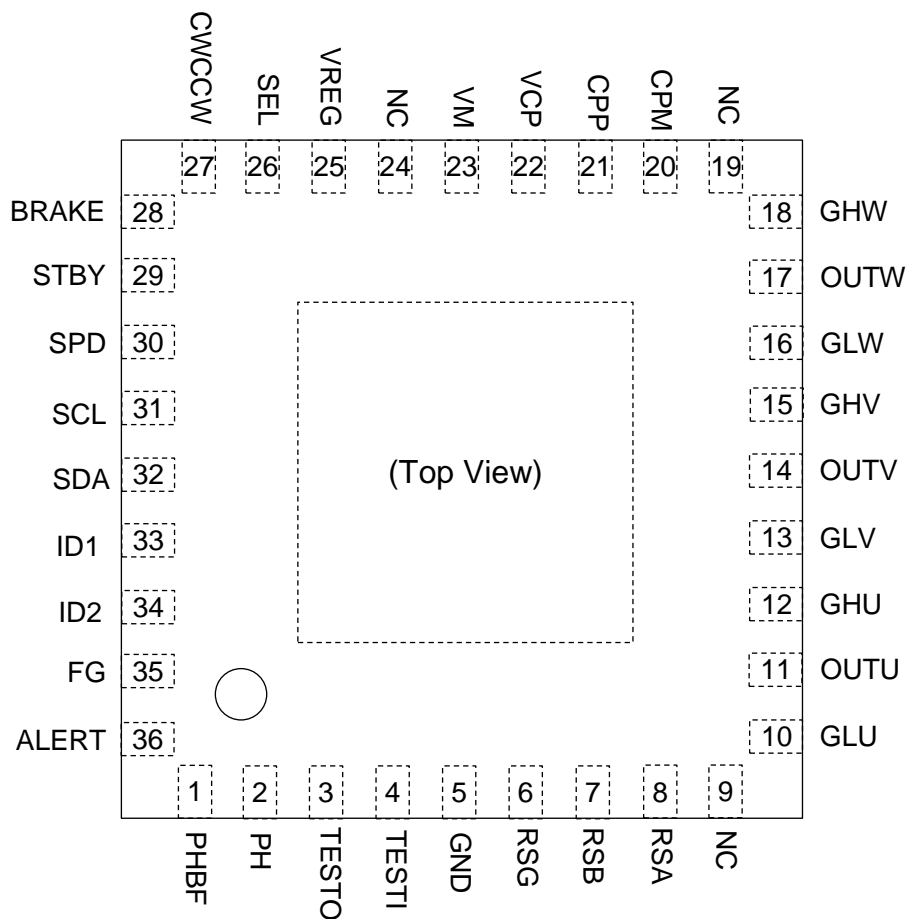 CWCCW SEL VREG NC VM VCP CPP CPM NC
27 26 25 24 23 22 21 20 19
BRAKE 28 18 GHW
STBY 29 17 OUTW
SPD 30 16 GLW
SCL 31 15 GHV
SDA 32 (Top View) 14 OUTV
ID1 33 13 GLV
ID2 34 12 GHU
FG 35 11 OUTU
ALERT 36 10 GLU
1 2 3 4 5 6 7 8 9
PHBF PH TESTO TESTI GND RSG RSB RSA NC